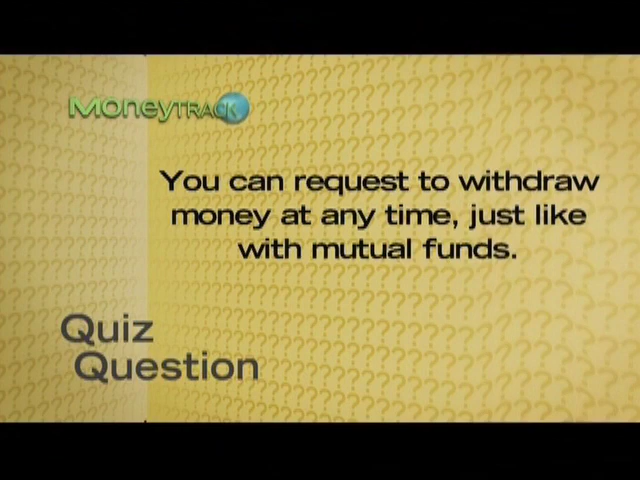 MoneyTrack
You can request to withdraw
money at any time, just like
with mutual funds.
Quiz
Question